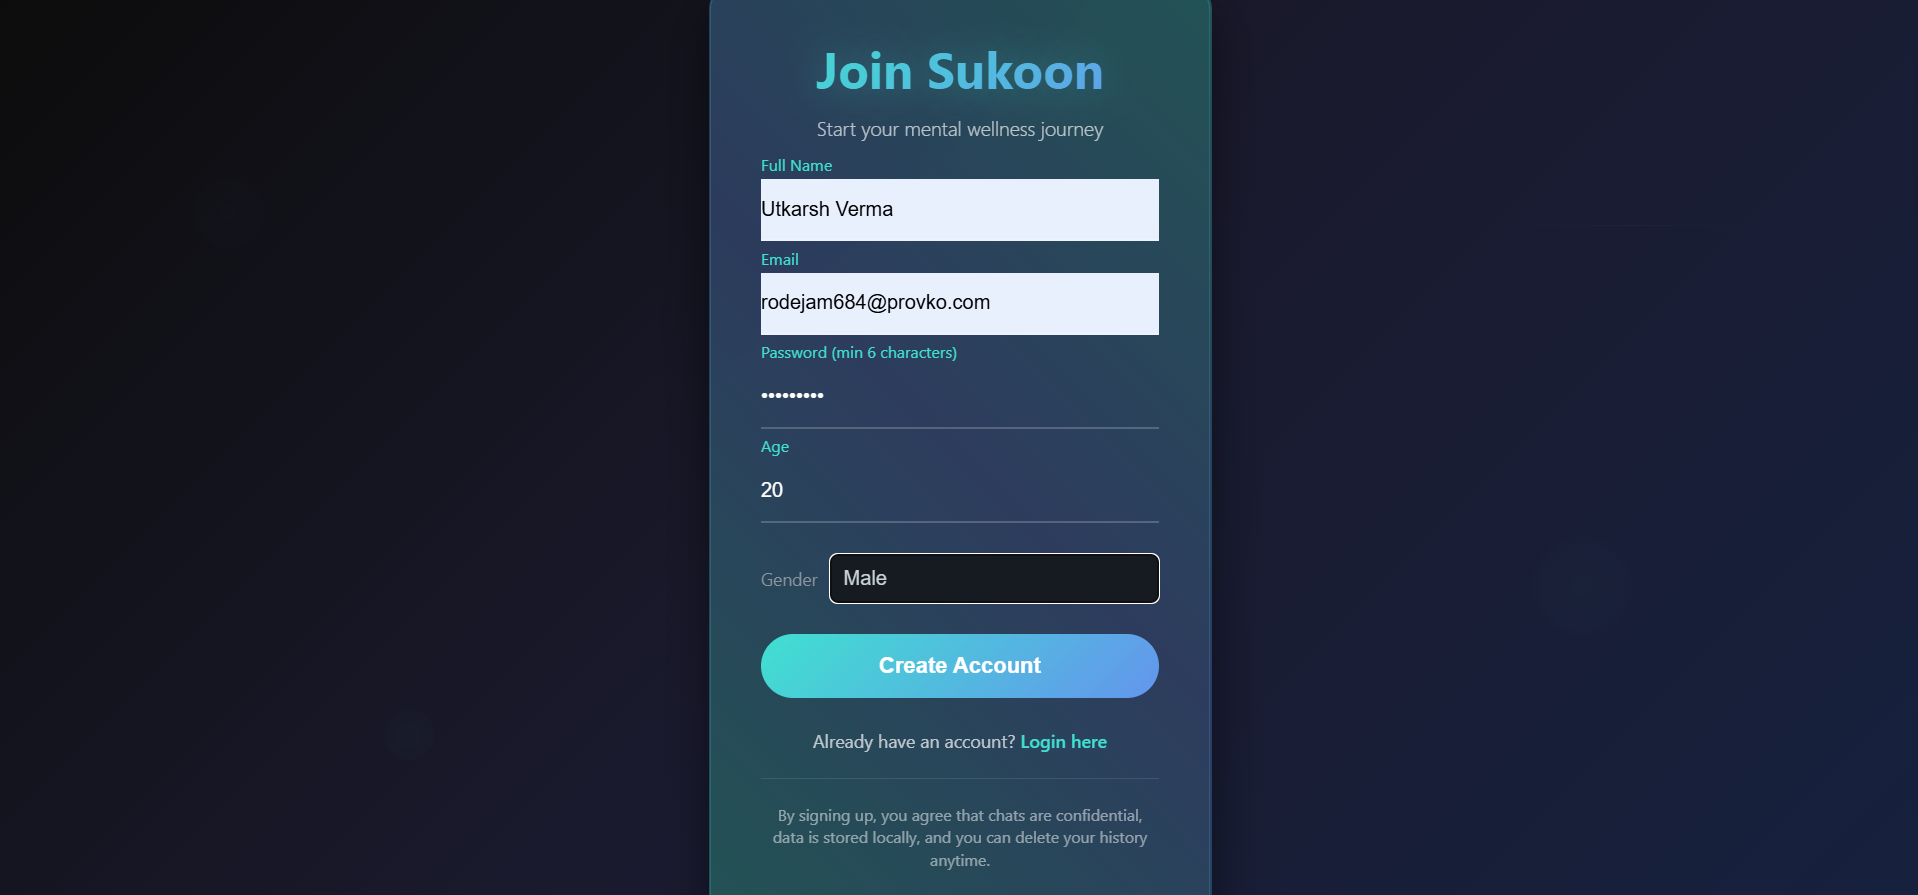 Join Sukoon
Start your mental wellness journey
Full Name
Utkarsh Verma
Email
rodejam684@provko.com
Password (min 6 characters)
•••••••••
Age
20
Gender Male
Create Account
Already have an account? Login here
By signing up, you agree that chats are confidential,
data is stored locally, and you can delete your history
anytime.